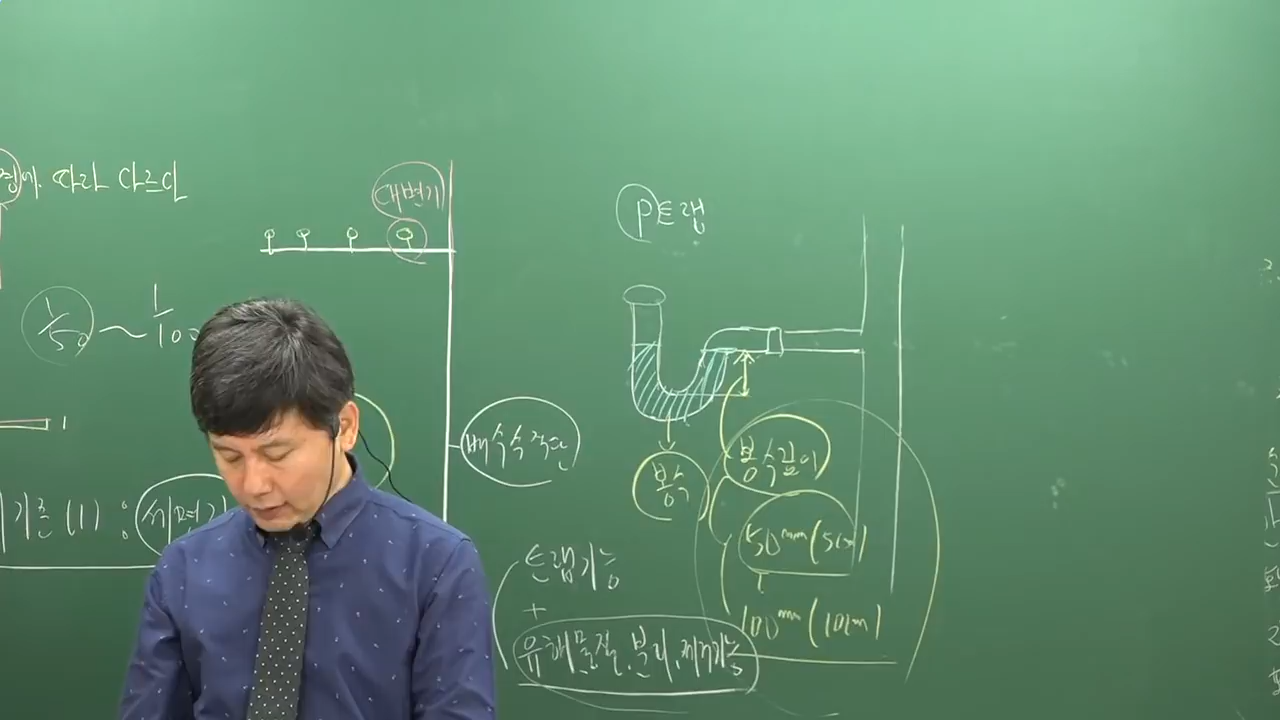 에 따라 다르다
1/50 ~ 1/100
1
기준 (1) : 세면기
대변기
배수수직관
P트랩
봉수
봉수깊이
50mm (5cm)
100mm (10cm)
트랩기능
+
유해물질.분리.제거기능